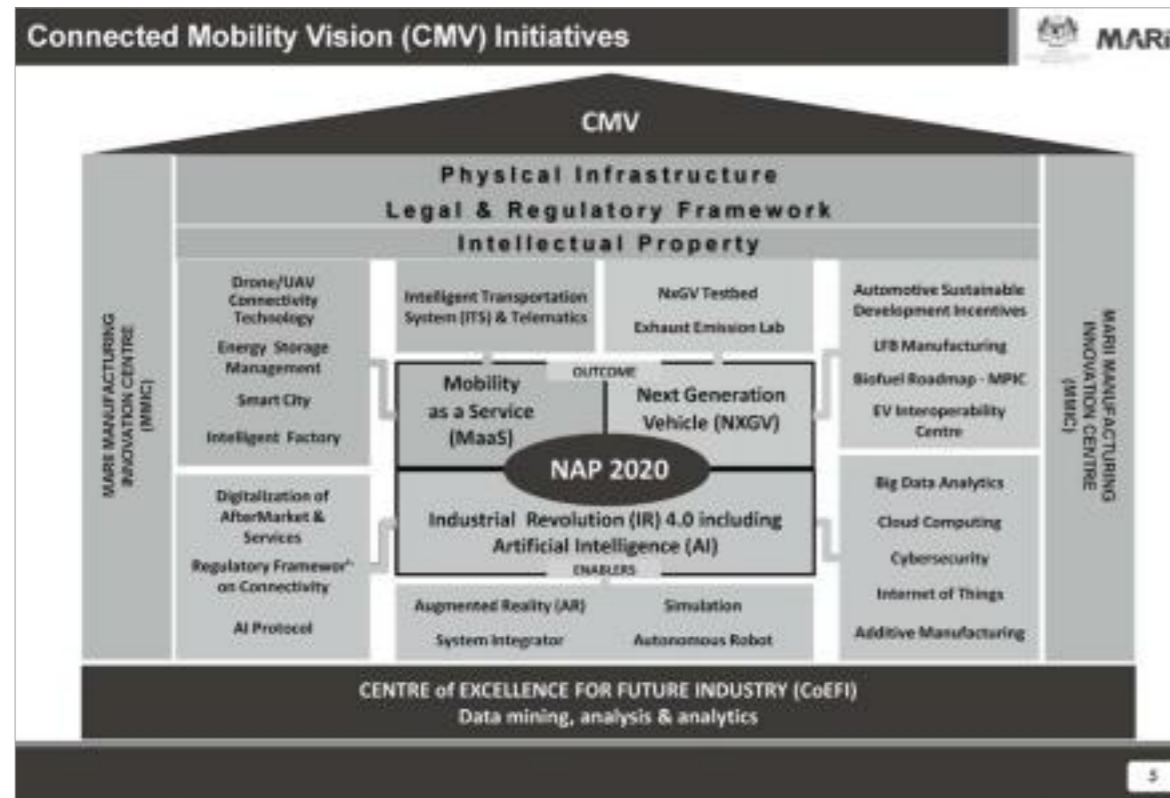 Connected Mobility Vision (CMV) Initiatives
MARii
CMV
Physical Infrastructure
Legal & Regulatory Framework
Intellectual Property
MARII MANUFACTURING
INNOVATION CENTRE
(MMIC)
Drone/UAV
Connectivity
Technology
Energy Storage
Management
Smart City
Intelligent Factory
Intelligent Transportation
System (ITS) & Telematics
NxGV Testbed
Exhaust Emission Lab
Automotive Sustainable
Development Incentives
LFB Manufacturing
Biofuel Roadmap - MPIC
EV Interoperability
Centre
MARII MANUFACTURING
INNOVATION CENTRE
(MMIC)
OUTCOME
Mobility
as a Service
(MaaS)
Next Generation
Vehicle (NXGV)
NAP 2020
Industrial Revolution (IR) 4.0 including
Artificial Intelligence (AI)
ENABLERS
Digitalization of
AfterMarket &
Services
Regulatory Framework
on Connectivity
AI Protocol
Augmented Reality (AR)
System Integrator
Simulation
Autonomous Robot
Big Data Analytics
Cloud Computing
Cybersecurity
Internet of Things
Additive Manufacturing
CENTRE of EXCELLENCE FOR FUTURE INDUSTRY (CoEFI)
Data mining, analysis & analytics
5